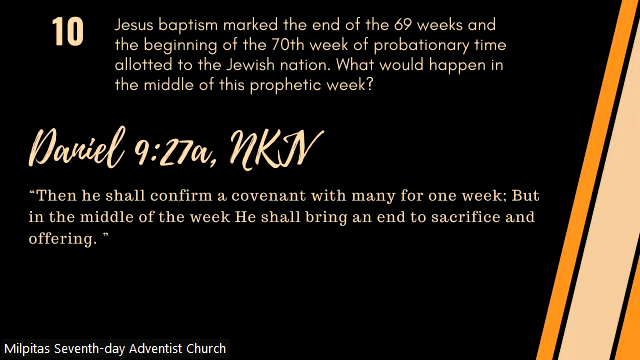 10
Jesus baptism marked the end of the 69 weeks and
the beginning of the 70th week of probationary time
allotted to the Jewish nation. What would happen in
the middle of this prophetic week?
Daniel 9:27a, NKJV
“Then he shall confirm a covenant with many for one week; But
in the middle of the week He shall bring an end to sacrifice and
offering. ”
Milpitas Seventh-day Adventist Church